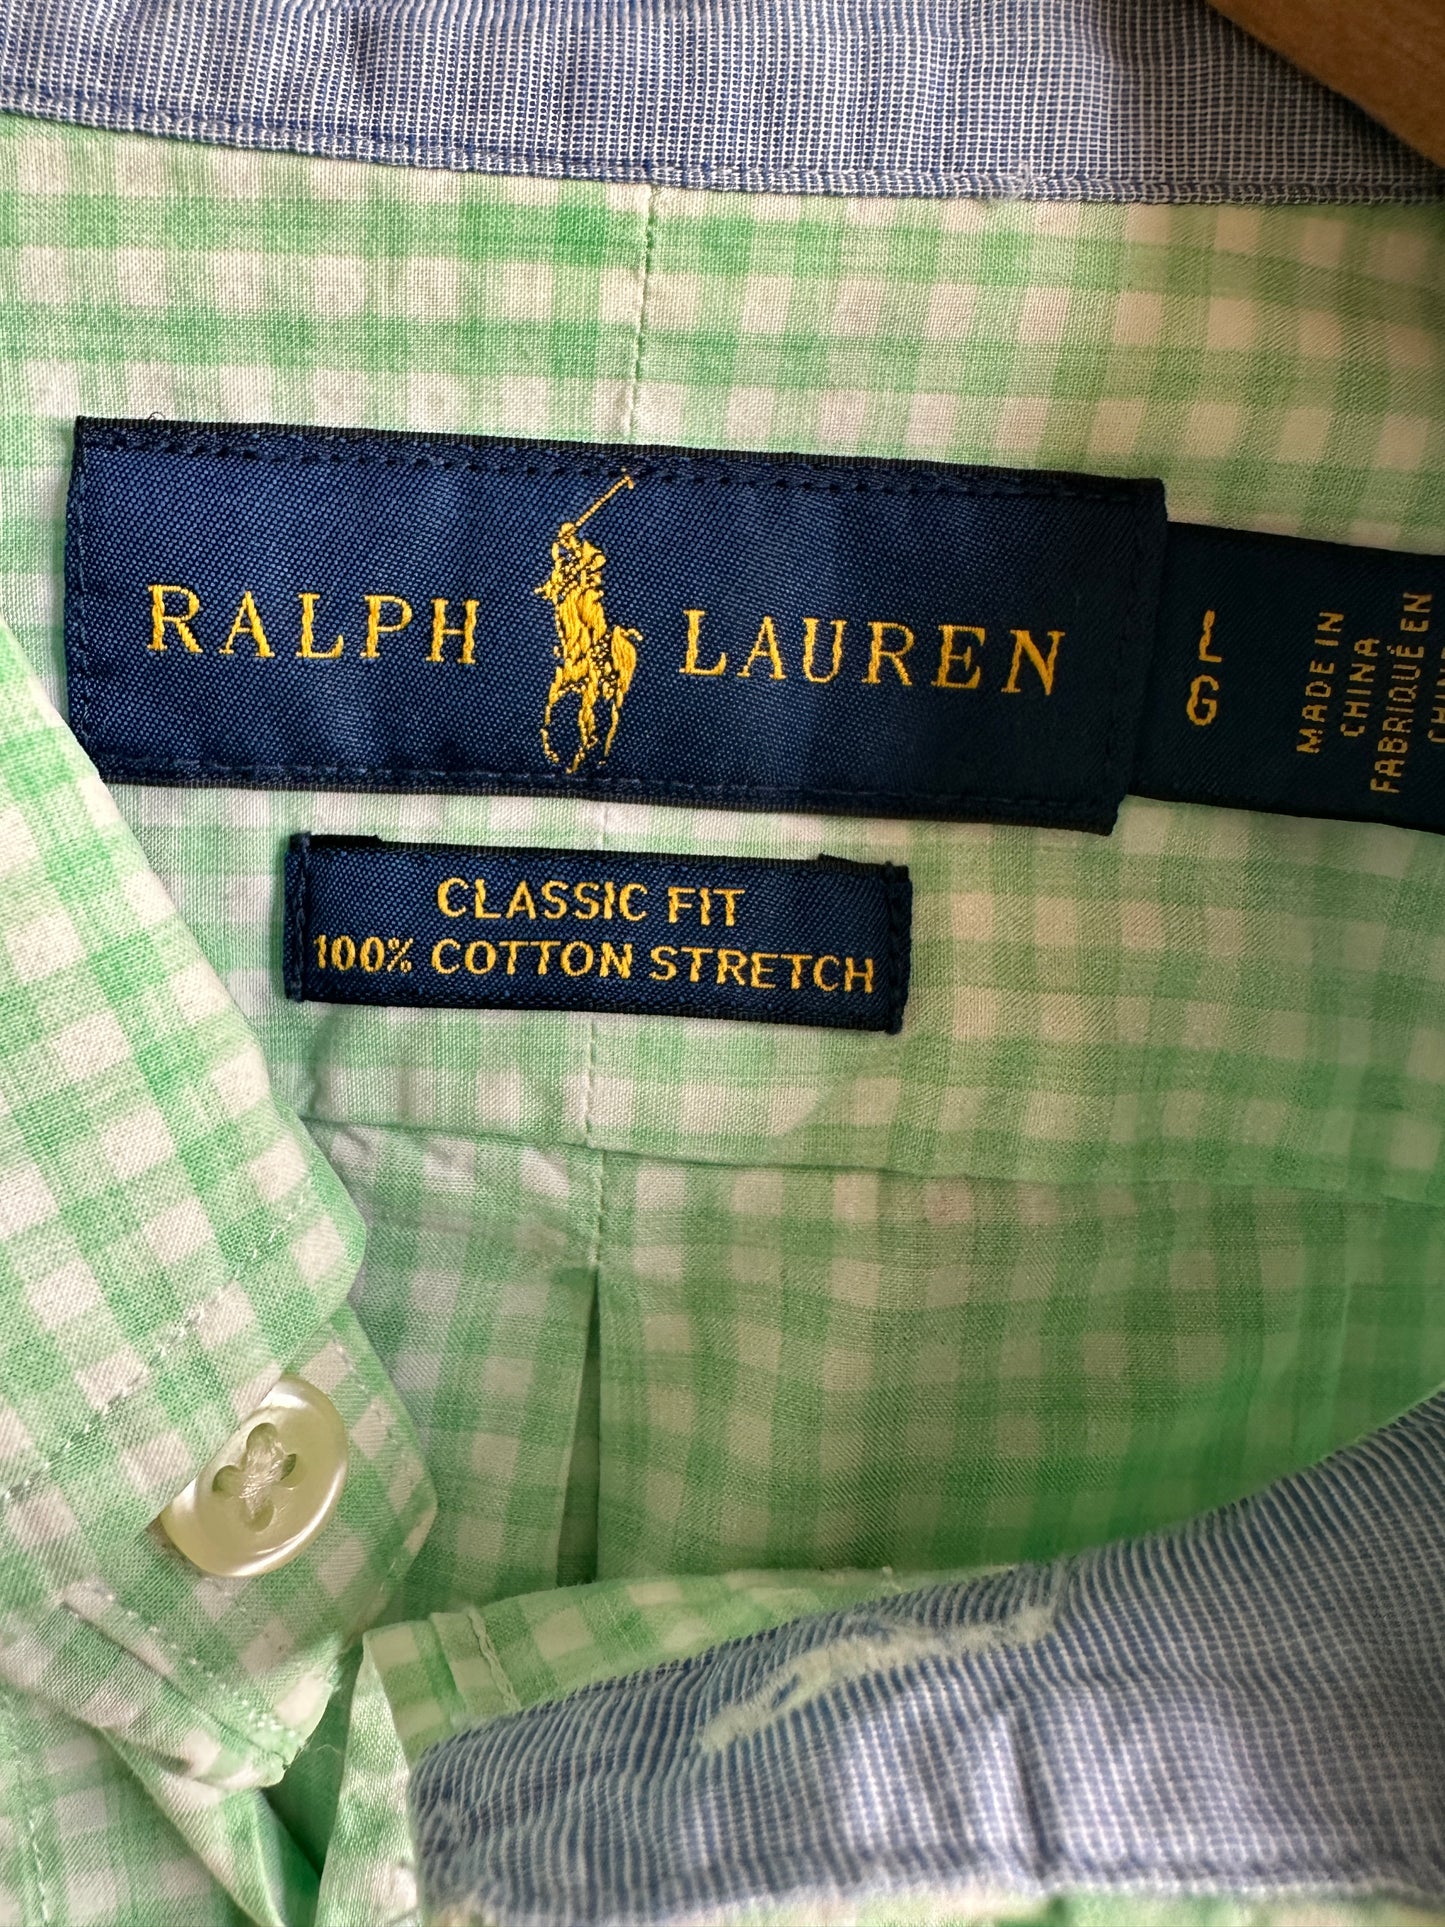 RALPH LAUREN
L
G
MADE IN
CHINA
FABRIQUÉ EN
CLASSIC FIT
100% COTTON STRETCH